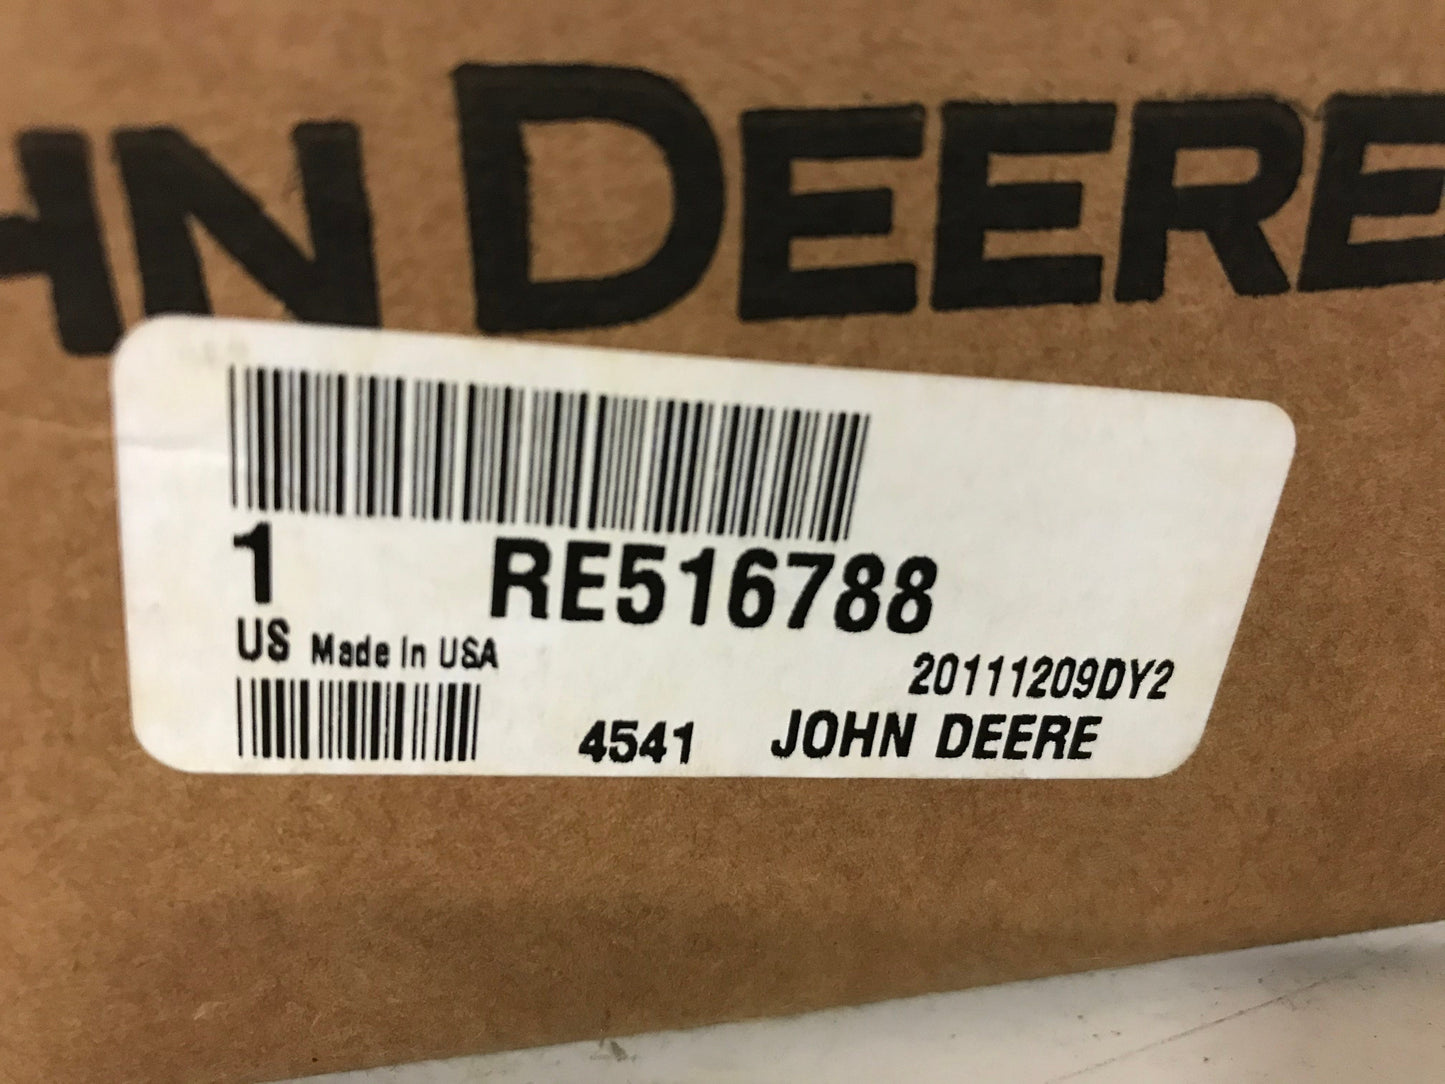 HN DEERE
1 RE516788
US Made In USA
20111209DY2
4541 JOHN DEERE